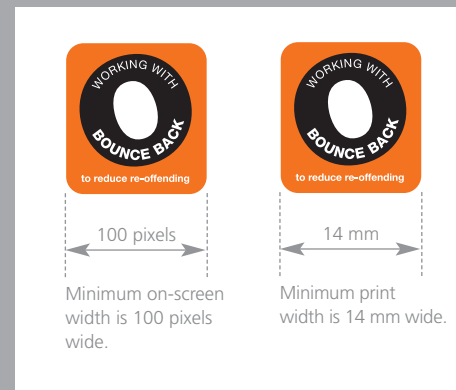 WORKING WITH
BOUNCE BACK
to reduce re-offending
100 pixels
Minimum on-screen
width is 100 pixels
wide.
WORKING WITH
BOUNCE BACK
to reduce re-offending
14 mm
Minimum print
width is 14 mm wide.